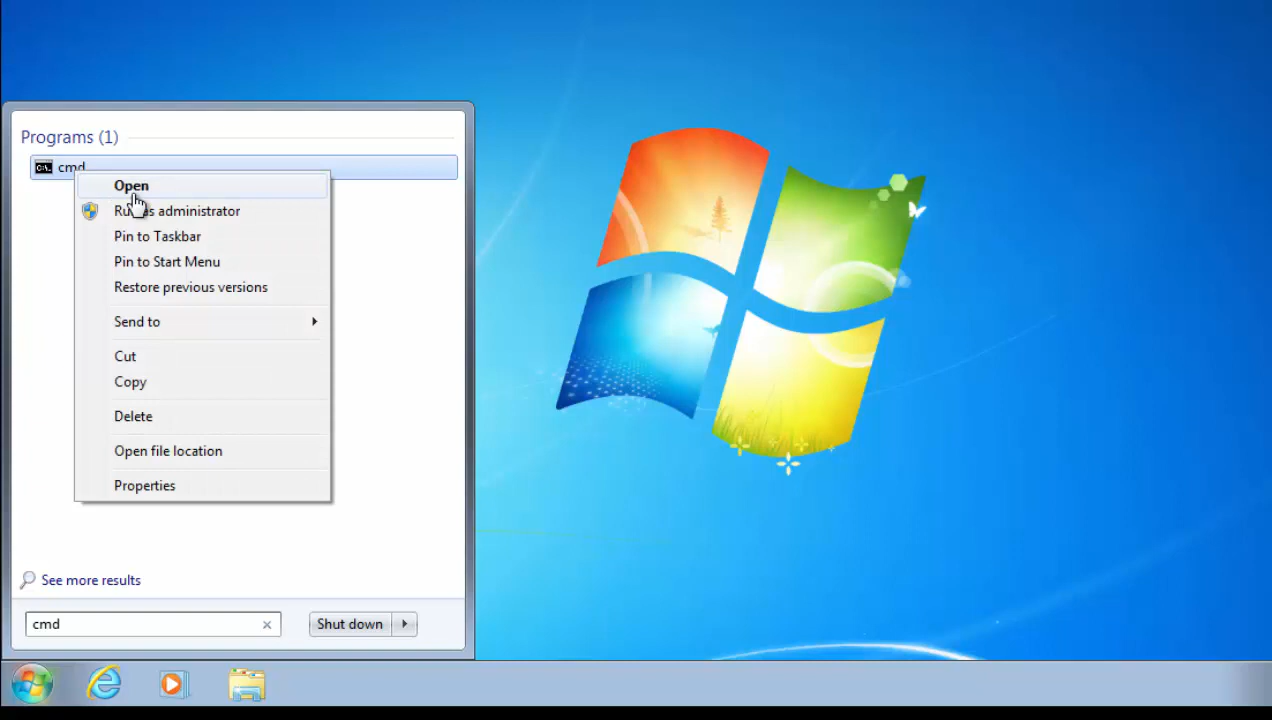 Programs (1)
cmd
Open
Run as administrator
Pin to Taskbar
Pin to Start Menu
Restore previous versions
Send to
Cut
Copy
Delete
Open file location
Properties
See more results
cmd
Shut down